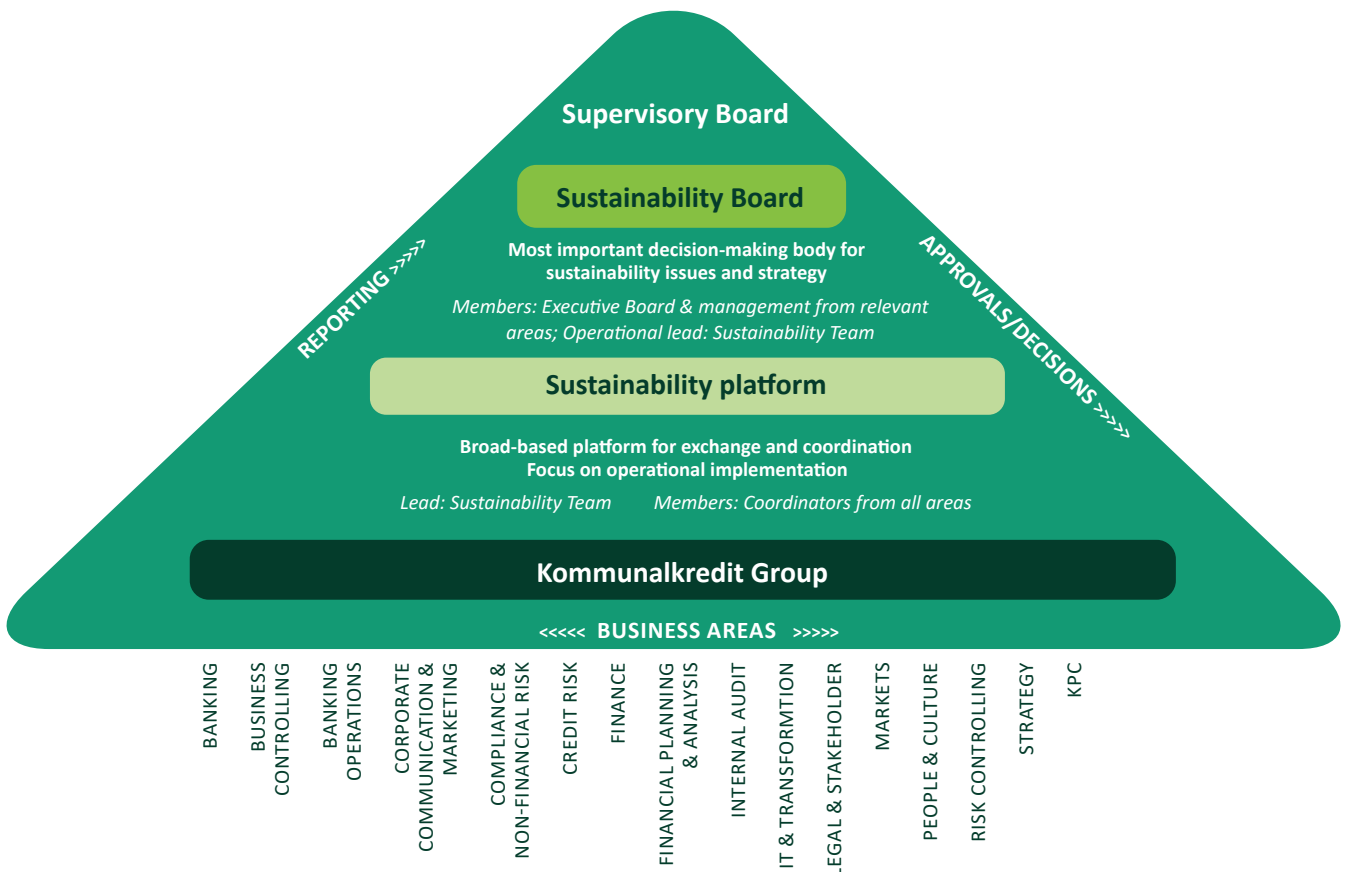 Supervisory Board
Sustainability Board
Most important decision-making body for
sustainability issues and strategy
Members: Executive Board & management from relevant
areas; Operational lead: Sustainability Team
REPORTING >>>>>
APPROVALS/DECISIONS >>>>>
Sustainability platform
Broad-based platform for exchange and coordination
Focus on operational implementation
Lead: Sustainability Team Members: Coordinators from all areas
Kommunalkredit Group
<<<<< BUSINESS AREAS >>>>>
BANKING
BUSINESS
CONTROLLING
BANKING
OPERATIONS
CORPORATE
COMMUNICATION &
MARKETING
COMPLIANCE &
NON-FINANCIAL RISK
CREDIT RISK
FINANCE
FINANCIAL PLANNING
& ANALYSIS
INTERNAL AUDIT
IT & TRANSFORMTION
LEGAL & STAKEHOLDER
MARKETS
PEOPLE & CULTURE
RISK CONTROLLING
STRATEGY
KPC